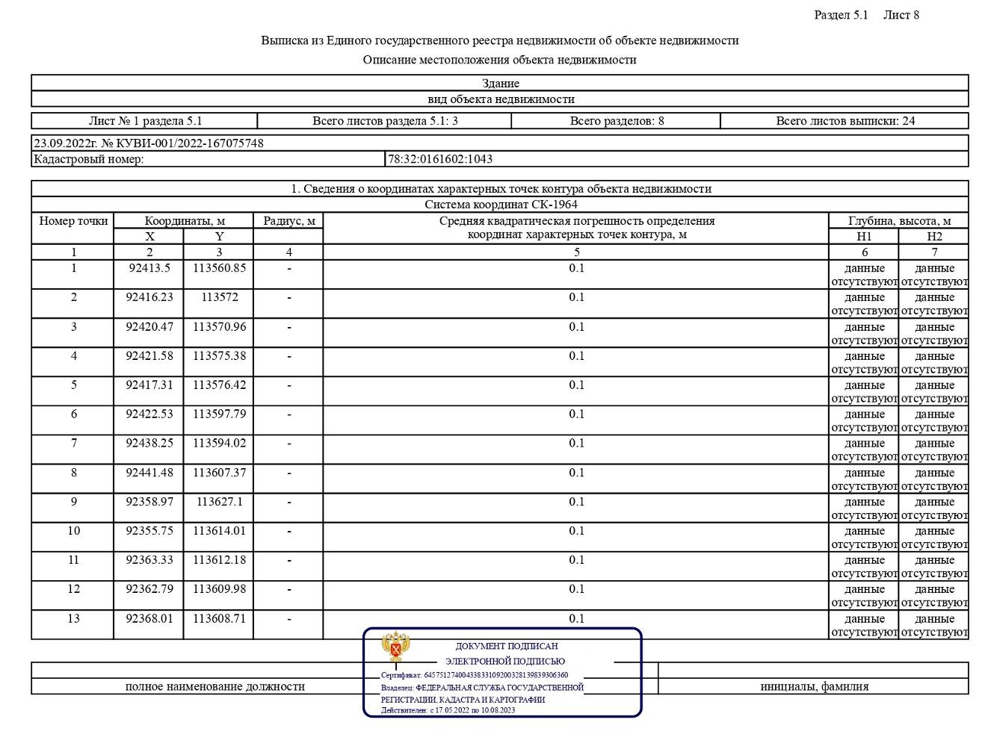 Раздел 5.1 Лист 8
Выписка из Единого государственного реестра недвижимости об объекте недвижимости
Описание местоположения объекта недвижимости
Здание
вид объекта недвижимости
Лист № 1 раздела 5.1 Всего листов раздела 5.1: 3 Всего разделов: 8 Всего листов выписки: 24
23.09.2022г. № КУВИ-001/2022-167075748
Кадастровый номер: 78:32:0161602:1043
1. Сведения о координатах характерных точек контура объекта недвижимости
Система координат СК-1964
Номер точки Координаты, м Радиус, м Средняя квадратическая погрешность определения Глубина, высота, м
X Y координат характерных точек контура, м H1 H2
1 2 3 4 5 6 7
1 92413.5 113560.85 - 0.1 данные данные
отсутствуют отсутствуют
2 92416.23 113572 - 0.1 данные данные
отсутствуют отсутствуют
3 92420.47 113570.96 - 0.1 данные данные
отсутствуют отсутствуют
4 92421.58 113575.38 - 0.1 данные данные
отсутствуют отсутствуют
5 92417.31 113576.42 - 0.1 данные данные
отсутствуют отсутствуют
6 92422.53 113597.79 - 0.1 данные данные
отсутствуют отсутствуют
7 92438.25 113594.02 - 0.1 данные данные
отсутствуют отсутствуют
8 92441.48 113607.37 - 0.1 данные данные
отсутствуют отсутствуют
9 92358.97 113627.1 - 0.1 данные данные
отсутствуют отсутствуют
10 92355.75 113614.01 - 0.1 данные данные
отсутствуют отсутствуют
11 92363.33 113612.18 - 0.1 данные данные
отсутствуют отсутствуют
12 92362.79 113609.98 - 0.1 данные данные
отсутствуют отсутствуют
13 92368.01 113608.71 - 0.1 данные данные
отсутствуют отсутствуют
ДОКУМЕНТ ПОДПИСАН
ЭЛЕКТРОННОЙ ПОДПИСЬЮ
Сертификат: 64575127400433833109200328139839306360
Владелец: ФЕДЕРАЛЬНАЯ СЛУЖБА ГОСУДАРСТВЕННОЙ
РЕГИСТРАЦИИ, КАДАСТРА И КАРТОГРАФИИ
Действителен: с 17.05.2022 по 10.08.2023
полное наименование должности инициалы, фамилия